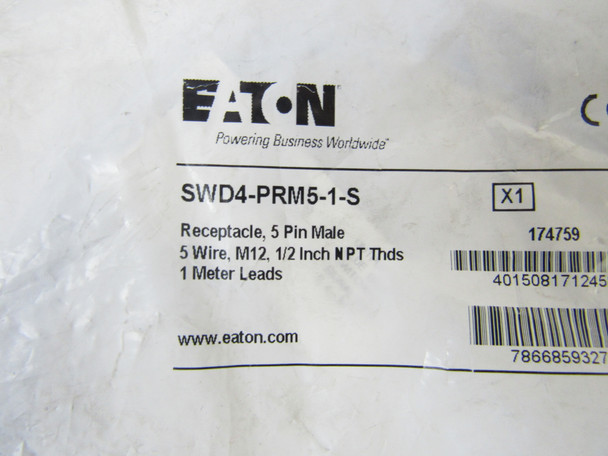 EATON
Powering Business Worldwide
SWD4-PRM5-1-S
X1
Receptacle, 5 Pin Male
174759
5 Wire, M12, 1/2 Inch NPT Thds
1 Meter Leads
401508171245
www.eaton.com
7866859327